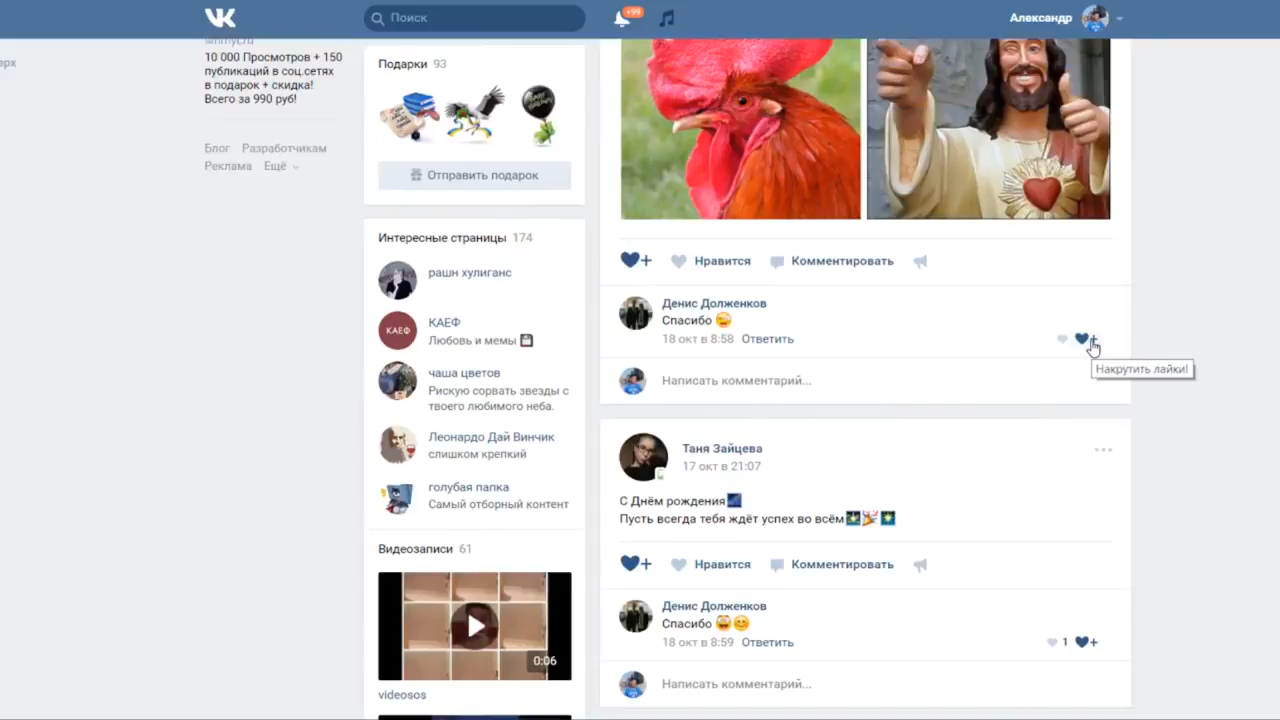 VK
Поиск
+99
Александр
ерх
10 000 Просмотров + 150
публикаций в соц.сетях
в подарок + скидка!
Всего за 990 руб!
Блог Разработчикам
Реклама Ещё
Подарки 93
Отправить подарок
Интересные страницы 174
рашн хулиганс
КАЕФ
КАЕФ
Любовь и мемы
чаша цветов
Рискую сорвать звезды с
твоего любимого неба.
Леонардо Дай Винчик
слишком крепкий
голубая папка
Самый отборный контент
Видеозаписи 61
0:06
videosos
Нравится Комментировать
Денис Долженков
Спасибо 😜
18 окт в 8:58 Ответить
Накрутить лайки!
Написать комментарий...
Таня Зайцева
17 окт в 21:07
С Днём рождения
Пусть всегда тебя ждёт успех во всём
Нравится Комментировать
Денис Долженков
Спасибо
18 окт в 8:59 Ответить
1
Написать комментарий...